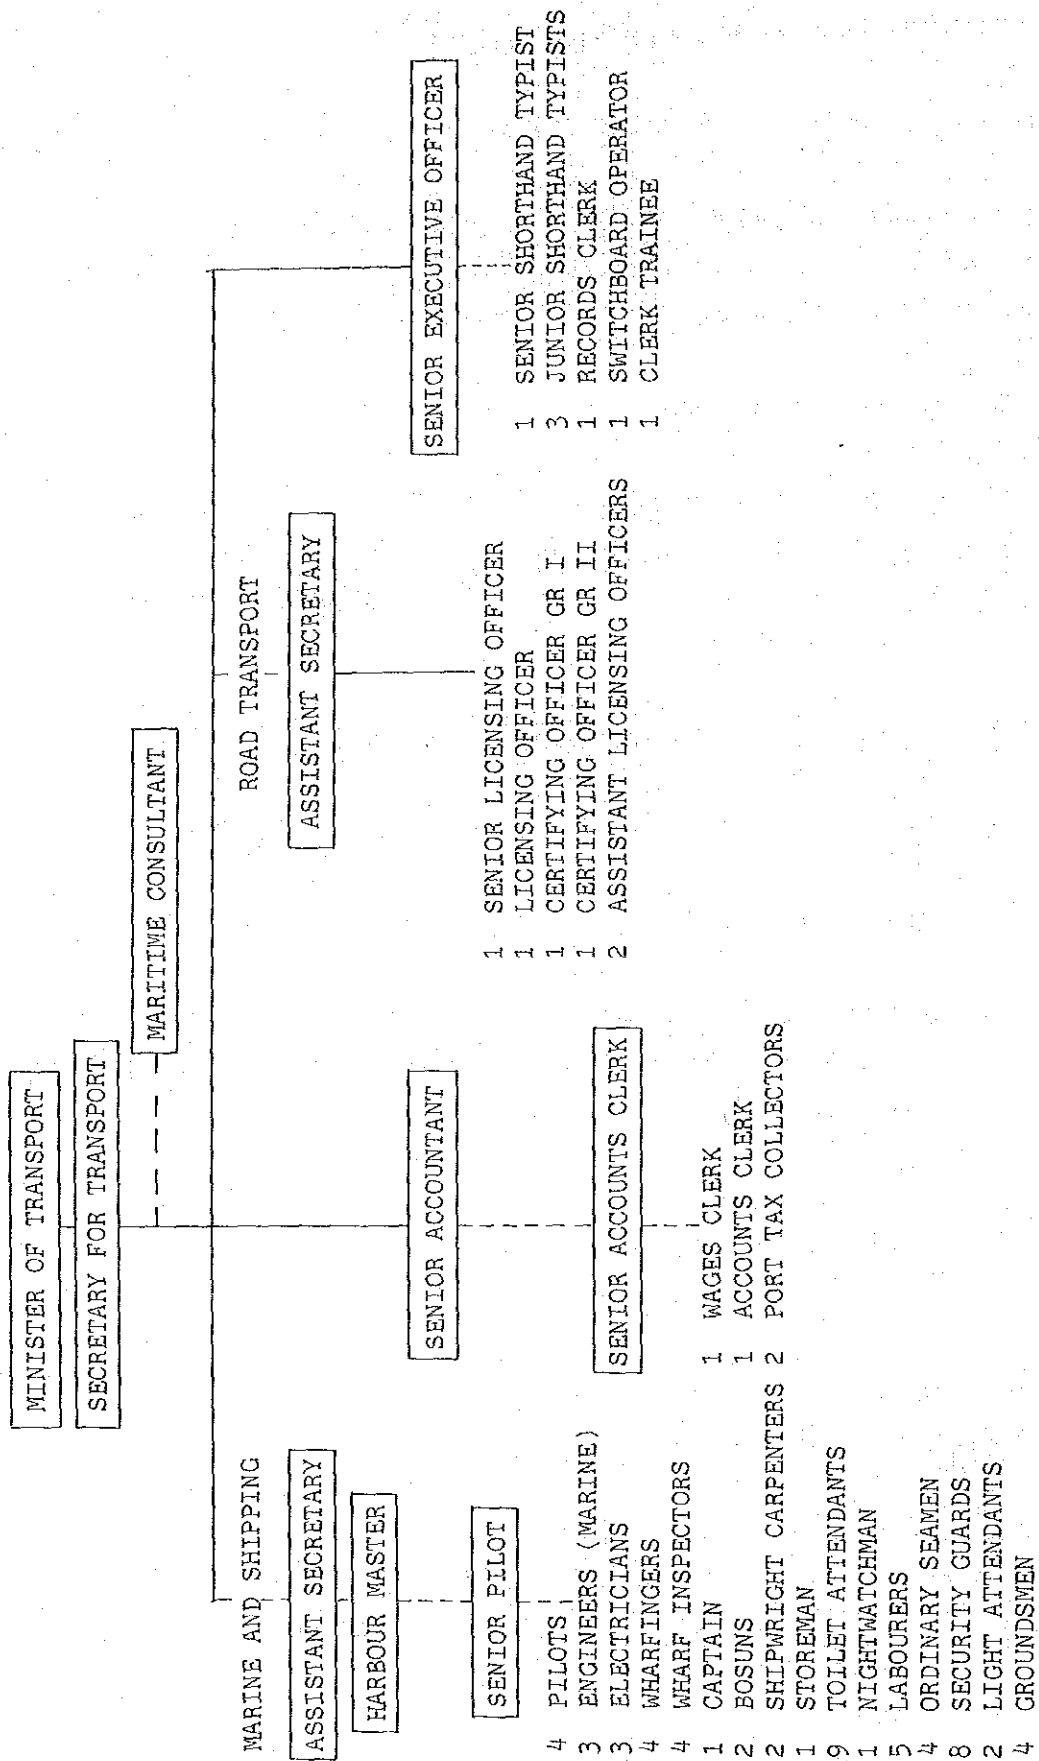 MINISTER OF TRANSPORT
SECRETARY FOR TRANSPORT
MARITIME CONSULTANT
MARINE AND SHIPPING
ASSISTANT SECRETARY
HARBOUR MASTER
SENIOR PILOT
4 PILOTS
3 ENGINEERS (MARINE)
3 ELECTRICIANS
4 WHARFINGERS
4 WHARF INSPECTORS
1 CAPTAIN
2 BOSUNS
2 SHIPWRIGHT CARPENTERS
1 STOREMAN
9 TOILET ATTENDANTS
1 NIGHTWATCHMAN
5 LABOURERS
4 ORDINARY SEAMEN
8 SECURITY GUARDS
2 LIGHT ATTENDANTS
4 GROUNDSMEN
SENIOR ACCOUNTANT
SENIOR ACCOUNTS CLERK
1 WAGES CLERK
1 ACCOUNTS CLERK
2 PORT TAX COLLECTORS
ROAD TRANSPORT
ASSISTANT SECRETARY
1 SENIOR LICENSING OFFICER
1 LICENSING OFFICER
1 CERTIFYING OFFICER GR I
1 CERTIFYING OFFICER GR II
2 ASSISTANT LICENSING OFFICERS
SENIOR EXECUTIVE OFFICER
1 SENIOR SHORTHAND TYPIST
3 JUNIOR SHORTHAND TYPISTS
1 RECORDS CLERK
1 SWITCHBOARD OPERATOR
1 CLERK TRAINEE